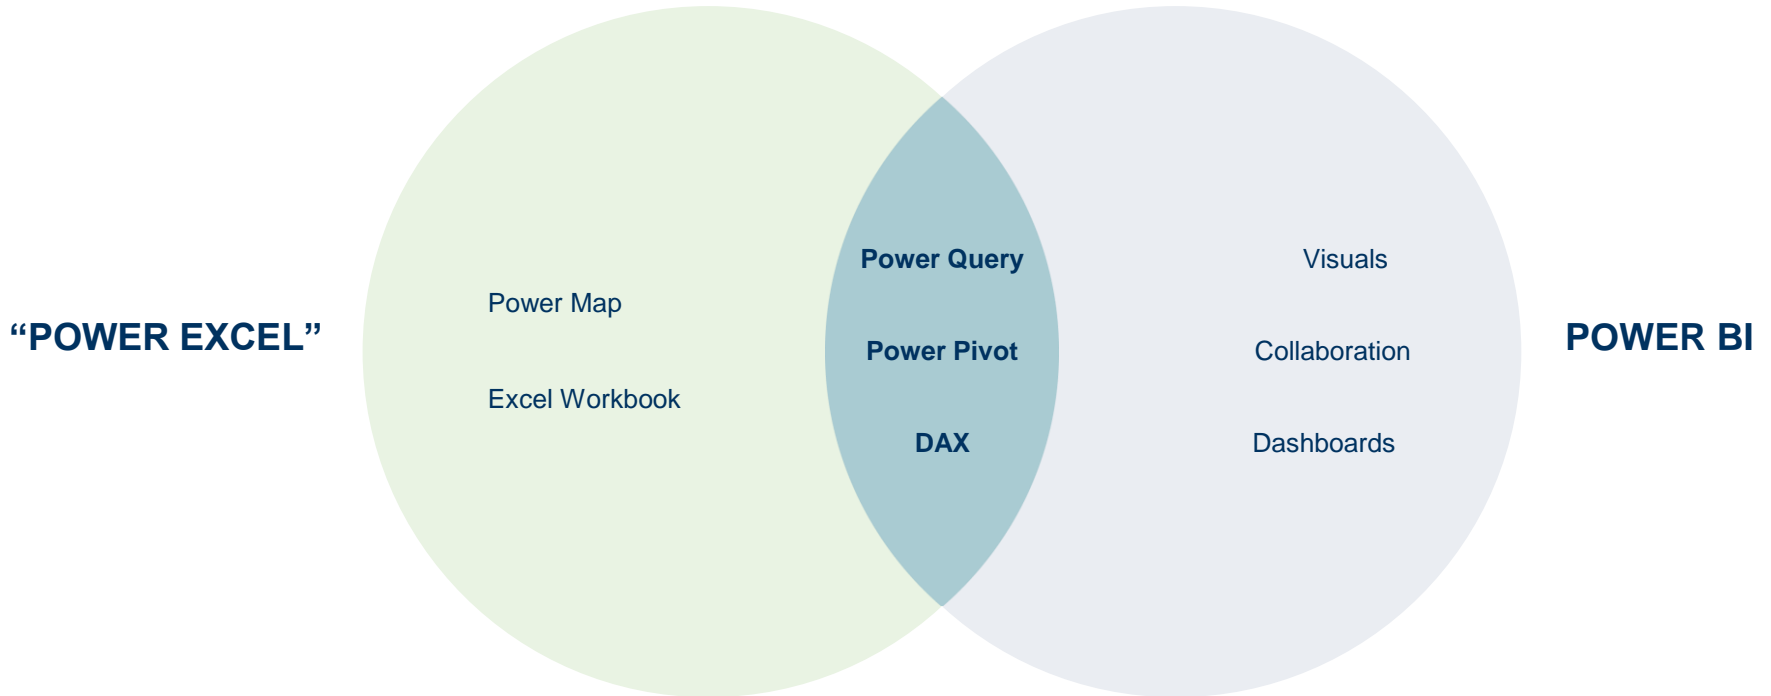 “POWER EXCEL”
Power Map
Excel Workbook
Power Query
Power Pivot
DAX
Visuals
Collaboration
Dashboards
POWER BI